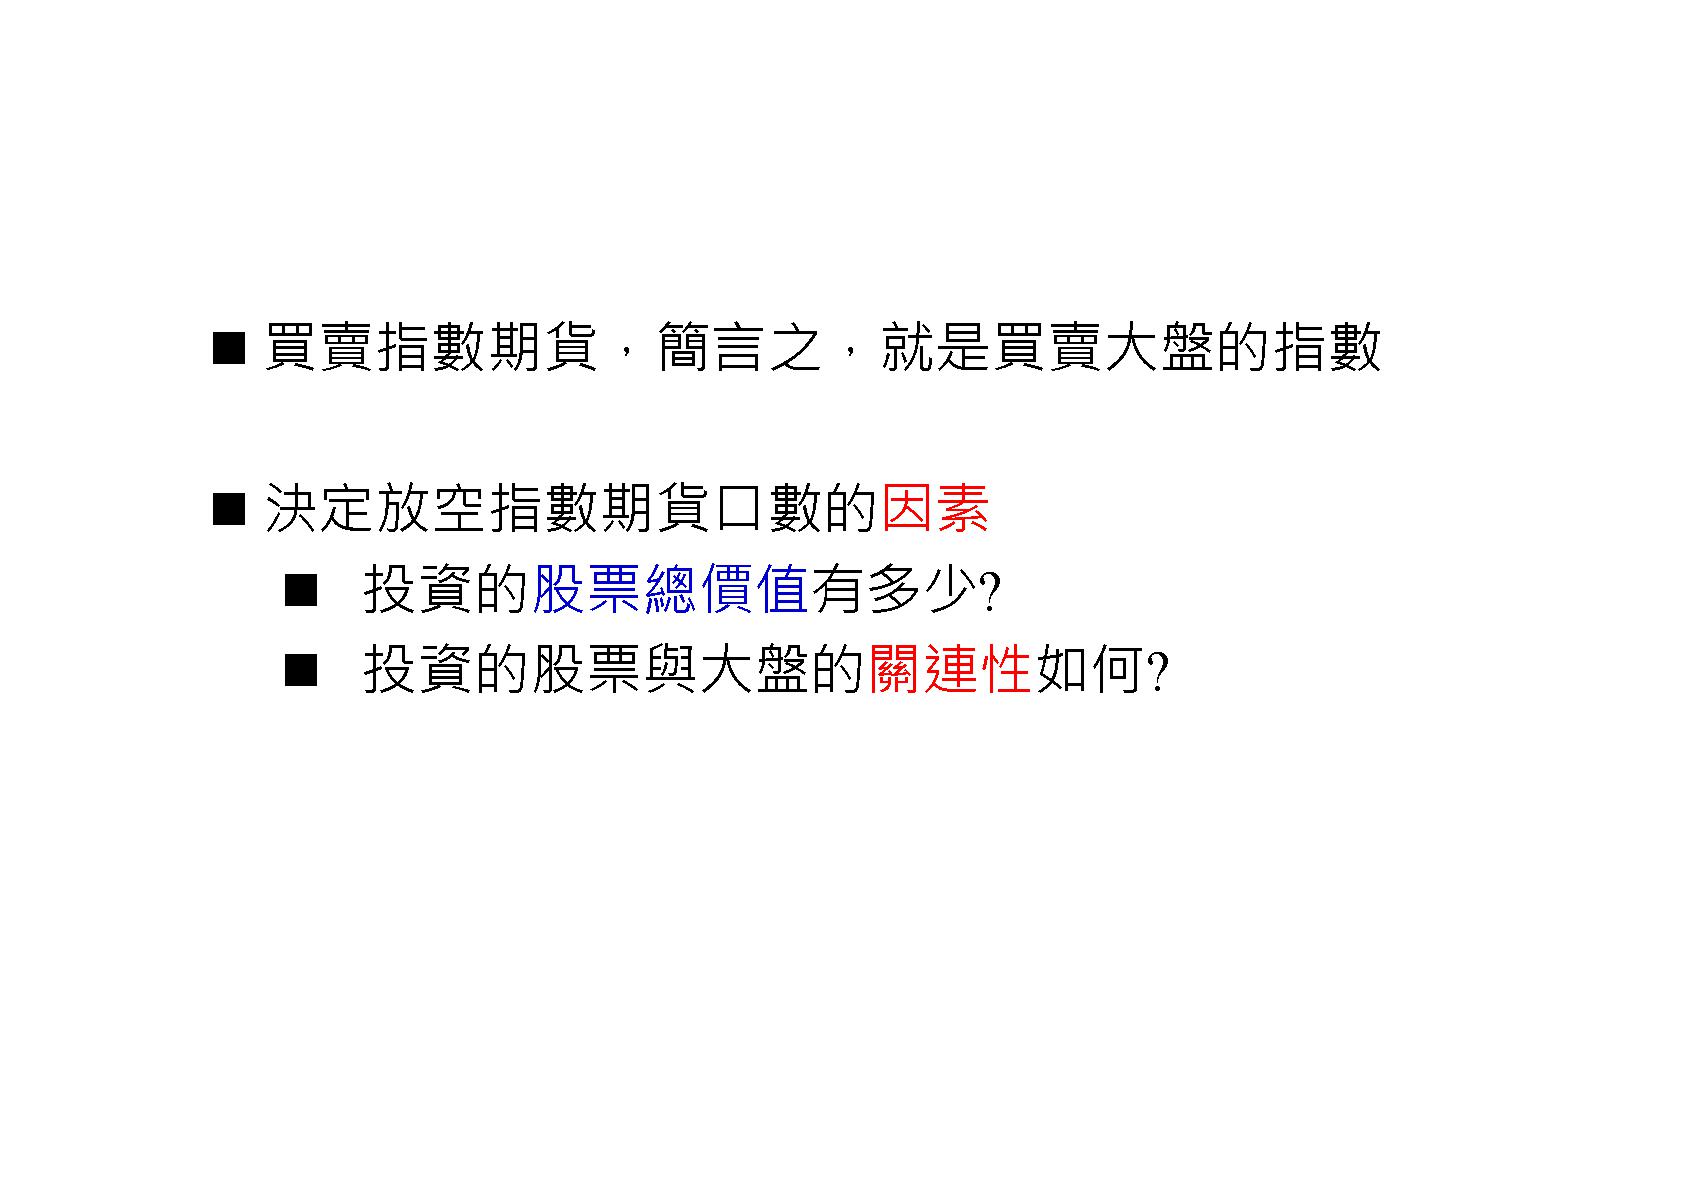 ■ 買賣指數期貨，簡言之，就是買賣大盤的指數
■ 決定放空指數期貨口數的因素
■ 投資的股票總價值有多少?
■ 投資的股票與大盤的關連性如何?